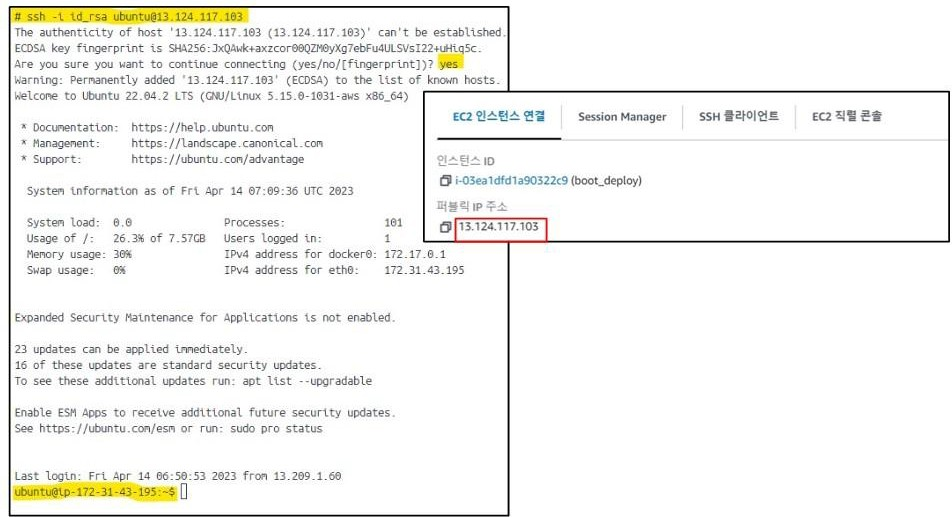 # ssh -i id_rsa ubuntu@13.124.117.103
The authenticity of host '13.124.117.103 (13.124.117.103)' can't be established.
ECDSA key fingerprint is SHA256:JxQAwk+axzcor00QZM0yXg7ebFu4ULSVsI22+uHiq5c.
Are you sure you want to continue connecting (yes/no/[fingerprint])? yes
Warning: Permanently added '13.124.117.103' (ECDSA) to the list of known hosts.
Welcome to Ubuntu 22.04.2 LTS (GNU/Linux 5.15.0-1031-aws x86_64)
* Documentation: https://help.ubuntu.com
* Management: https://landscape.canonical.com
* Support: https://ubuntu.com/advantage
System information as of Fri Apr 14 07:09:36 UTC 2023
System load: 0.0 Processes: 101
Usage of /: 26.3% of 7.57GB Users logged in: 1
Memory usage: 30% IPv4 address for docker0: 172.17.0.1
Swap usage: 0% IPv4 address for eth0: 172.31.43.195
Expanded Security Maintenance for Applications is not enabled.
23 updates can be applied immediately.
16 of these updates are standard security updates.
To see these additional updates run: apt list --upgradable
Enable ESM Apps to receive additional future security updates.
See https://ubuntu.com/esm or run: sudo pro status
Last login: Fri Apr 14 06:50:53 2023 from 13.209.1.60
ubuntu@ip-172-31-43-195:~$
EC2 인스턴스 연결 Session Manager SSH 클라이언트 EC2 직렬 콘솔
인스턴스 ID
i-03ea1dfd1a90322c9 (boot_deploy)
퍼블릭 IP 주소
13.124.117.103